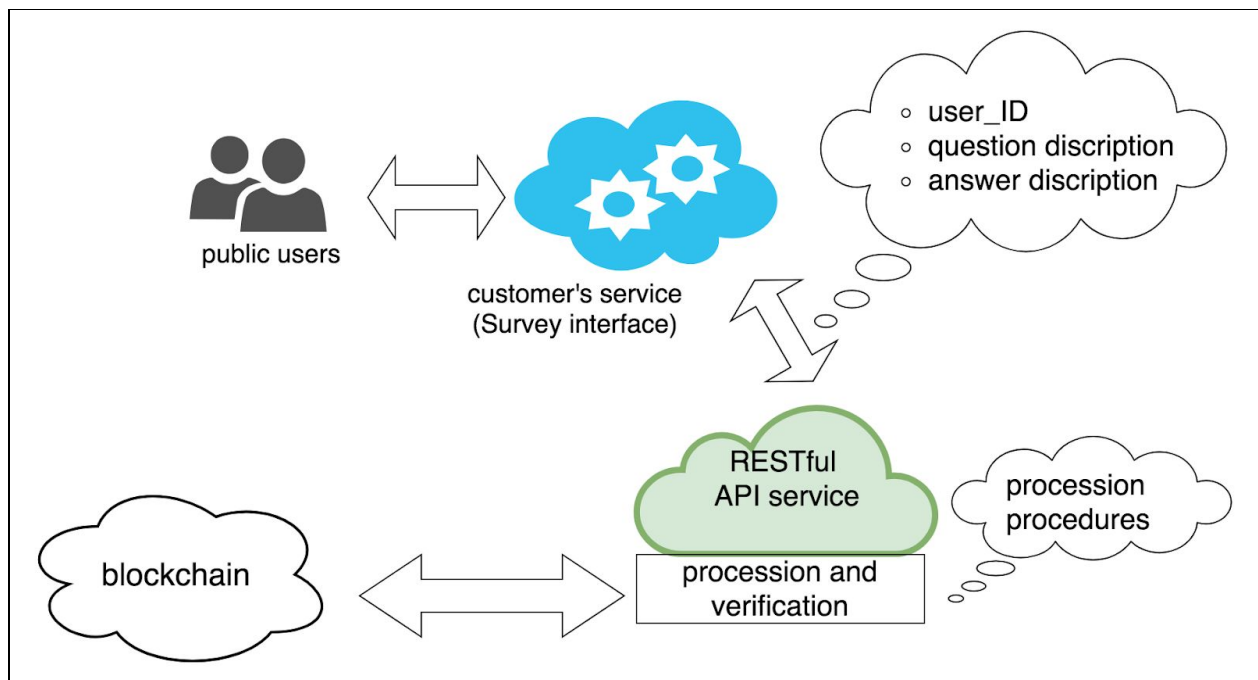 user_ID
question discription
answer discription
public users
customer's service
(Survey interface)
RESTful
API service
procession
procedures
blockchain
procession and
verification